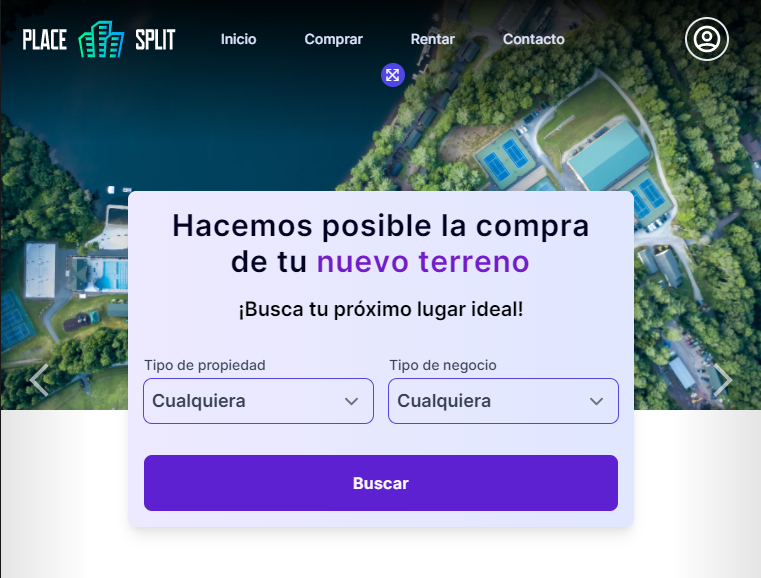 PLACE SPLIT
Inicio
Comprar
Rentar
Contacto
Hacemos posible la compra
de tu nuevo terreno
¡Busca tu próximo lugar ideal!
Tipo de propiedad
Tipo de negocio
Cualquiera
Cualquiera
Buscar